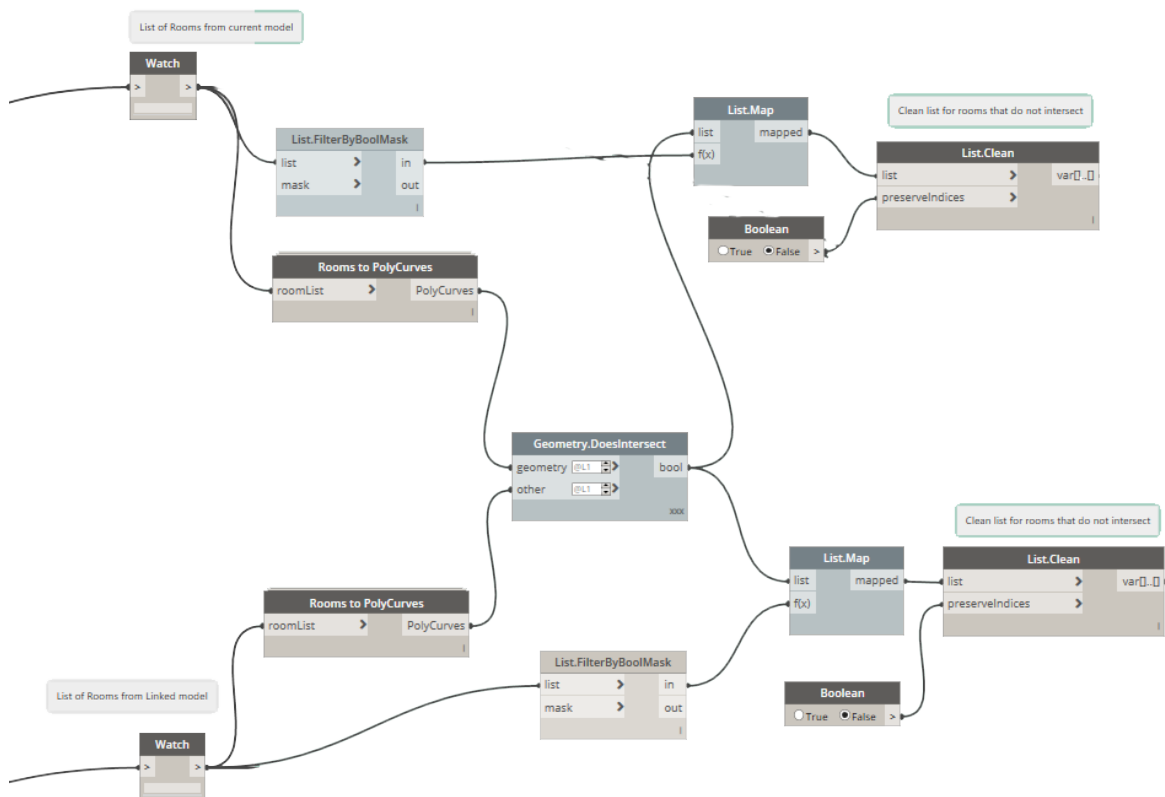 List of Rooms from current model
Watch
> >
List.FilterByBoolMask
list > in
mask > out
l
Rooms to PolyCurves
roomList > PolyCurves
l
List.Map
list mapped
f(x)
Clean list for rooms that do not intersect
List.Clean
list > var[]..[]
preserveIndices >
l
Boolean
True False >
Geometry.DoesIntersect
geometry @L1 > bool
other @L1 >
xxx
Rooms to PolyCurves
roomList > PolyCurves
l
List of Rooms from Linked model
Watch
> >
List.FilterByBoolMask
list > in
mask > out
l
List.Map
list mapped
f(x)
Clean list for rooms that do not intersect
List.Clean
list > var[]..[]
preserveIndices >
l
Boolean
True False >